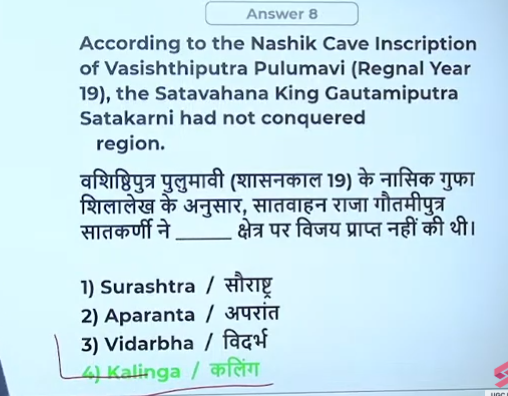 Answer 8
According to the Nashik Cave Inscription
of Vasishthiputra Pulumavi (Regnal Year
19), the Satavahana King Gautamiputra
Satakarni had not conquered
region.
वशिष्ठिपुत्र पुलुमावी (शासनकाल 19) के नासिक गुफा
शिलालेख के अनुसार, सातवाहन राजा गौतमीपुत्र
सातकर्णी ने ______ क्षेत्र पर विजय प्राप्त नहीं की थी।
1) Surashtra / सौराष्ट्र
2) Aparanta / अपरांत
3) Vidarbha / विदर्भ
4) Kalinga / कलिंग